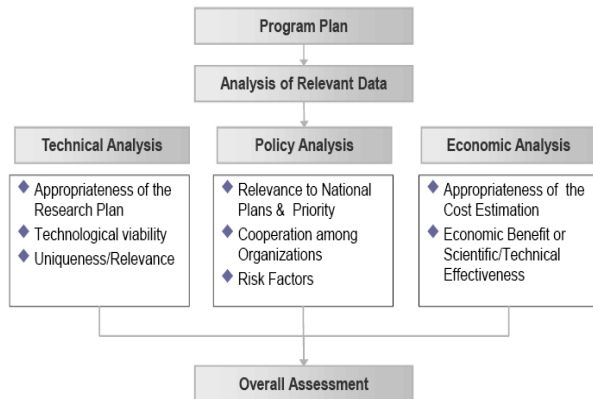 Program Plan
Analysis of Relevant Data
Technical Analysis
Policy Analysis
Economic Analysis
Appropriateness of the
Research Plan
Technological viability
Uniqueness/Relevance
Relevance to National
Plans & Priority
Cooperation among
Organizations
Risk Factors
Appropriateness of the
Cost Estimation
Economic Benefit or
Scientific/Technical
Effectiveness
Overall Assessment